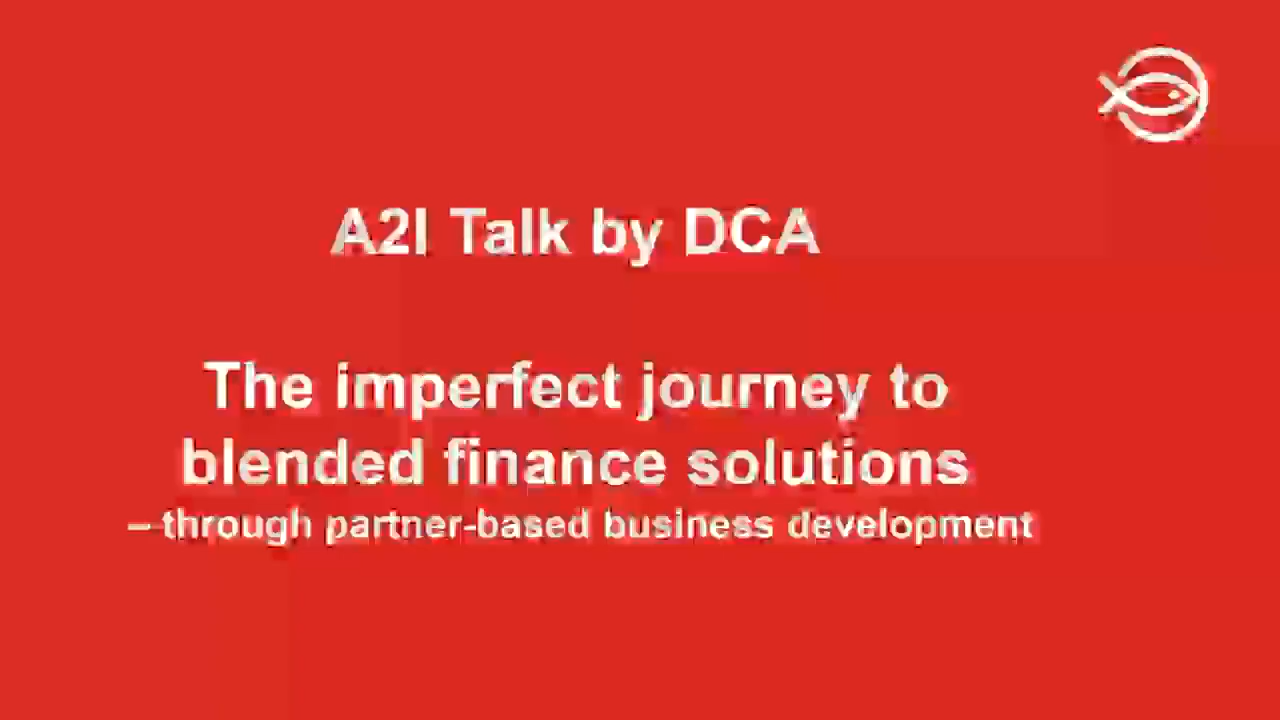 A2I Talk by DCA
The imperfect journey to
blended finance solutions
– through partner-based business development